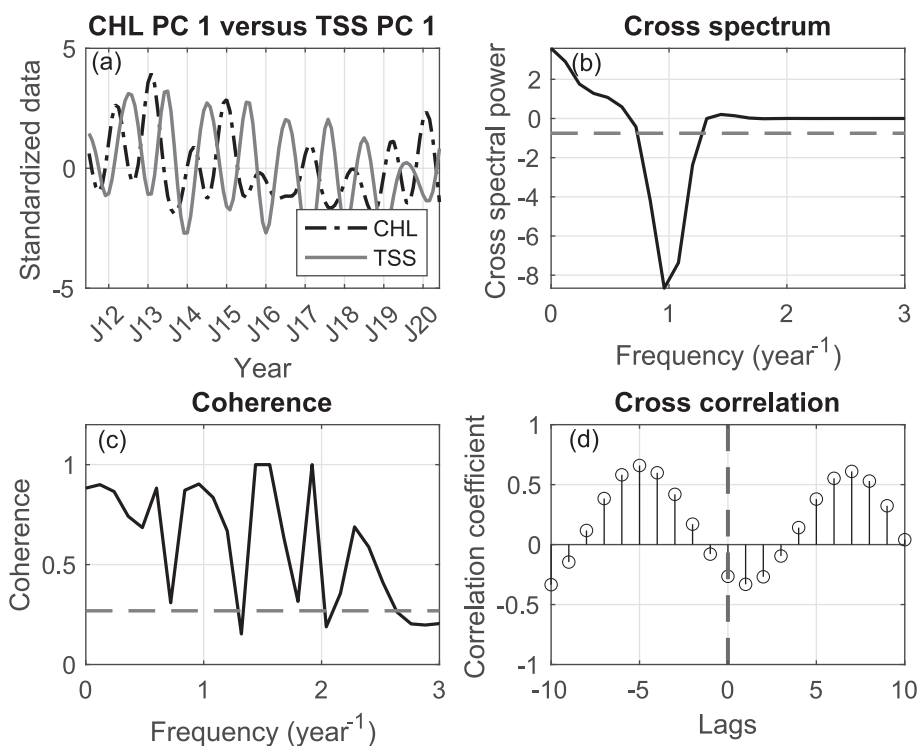 CHL PC 1 versus TSS PC 1
(a)
Standardized data
5
0
-5
CHL
TSS
J12 J13 J14 J15 J16 J17 J18 J19 J20
Year
Cross spectrum
(b)
Cross spectral power
2
0
-2
-4
-6
-8
0 1 2 3
Frequency (year-1)
Coherence
(c)
Coherence
1
0.5
0
0 1 2 3
Frequency (year-1)
Cross correlation
(d)
Correlation coefficient
1
0.5
0
-0.5
-1
-10 -5 0 5 10
Lags